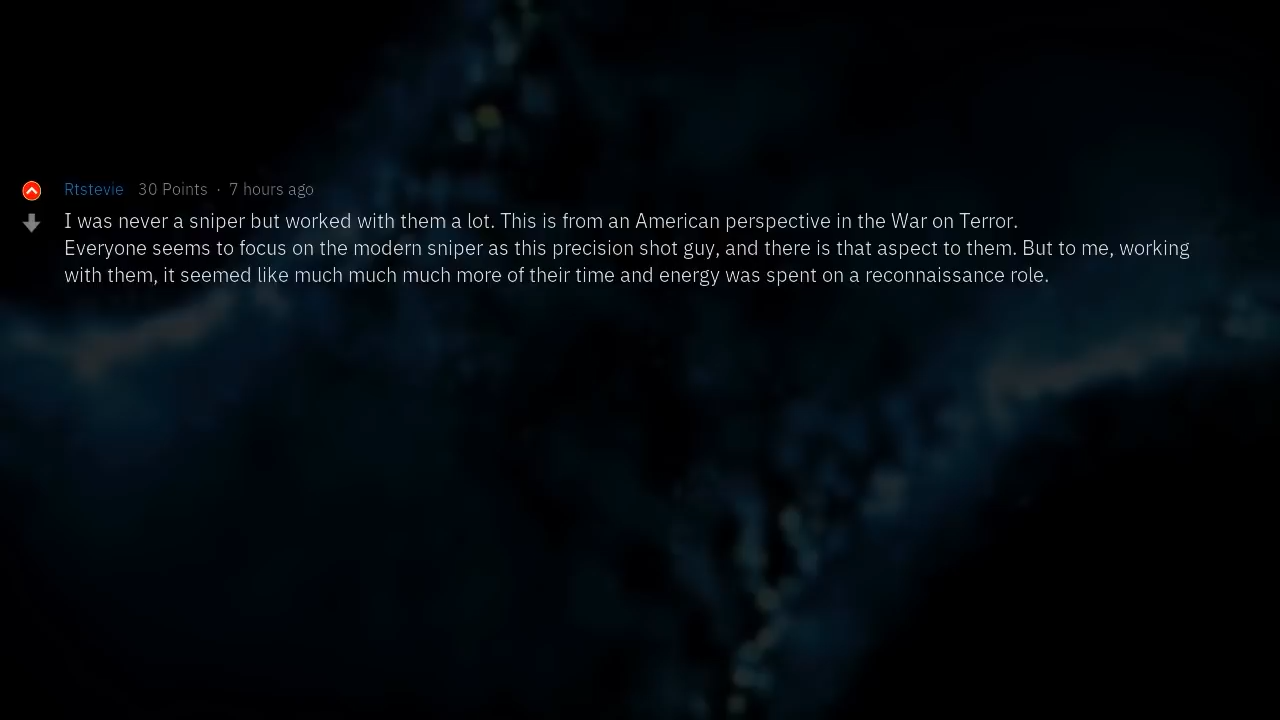 Rtstevie 30 Points · 7 hours ago
I was never a sniper but worked with them a lot. This is from an American perspective in the War on Terror.
Everyone seems to focus on the modern sniper as this precision shot guy, and there is that aspect to them. But to me, working
with them, it seemed like much much much more of their time and energy was spent on a reconnaissance role.